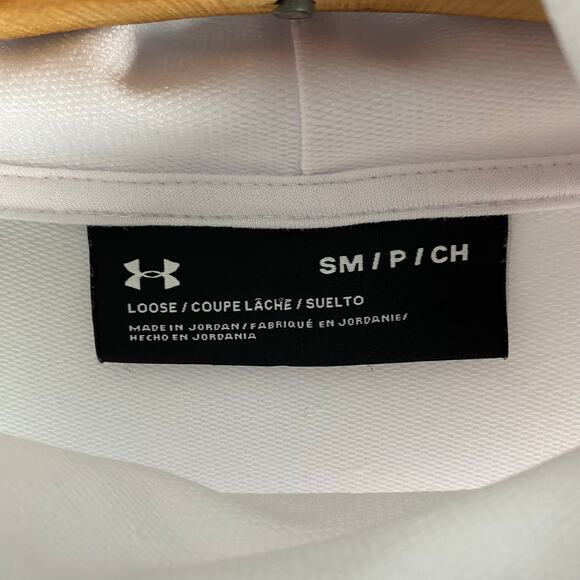 SM / P / CH
LOOSE / COUPE LÂCHE / SUELTO
MADE IN JORDAN / FABRIQUÉ EN JORDANIE /
HECHO EN JORDANIA